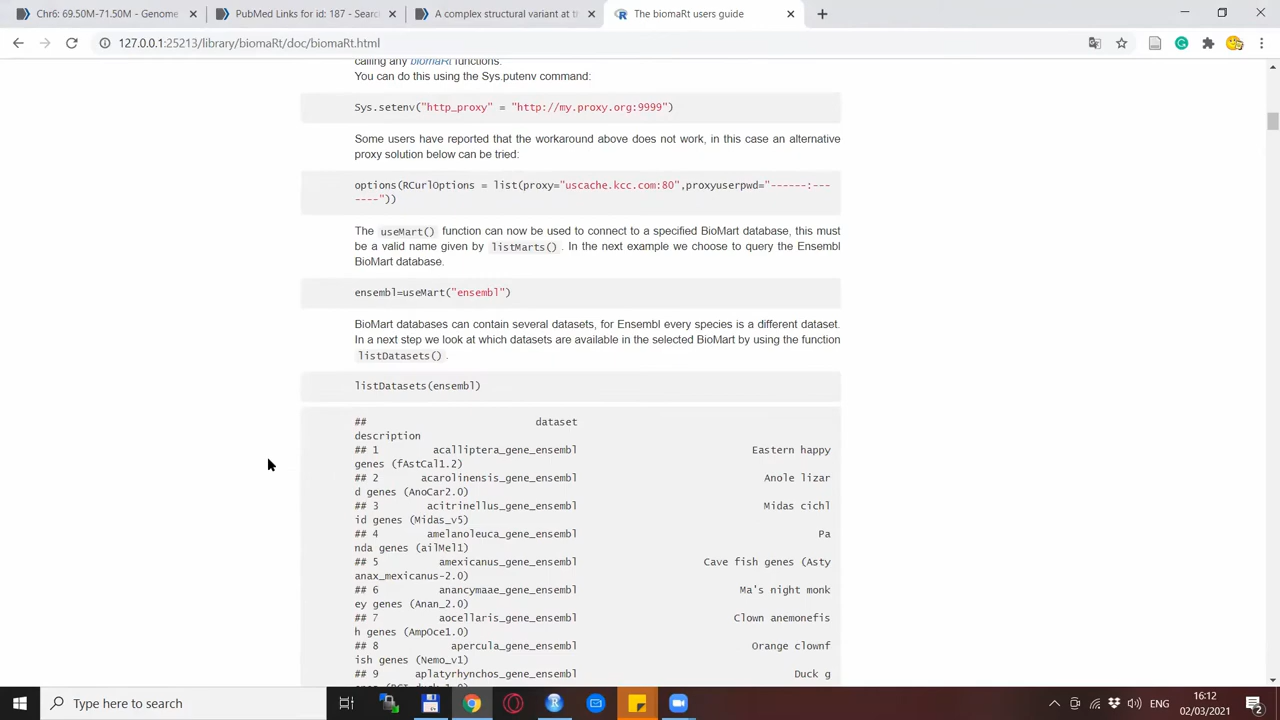 Chr6: 69.50M-71.50M - Genome
PubMed Links for id: 187 - Searc
A complex structural variant at th
The biomaRt users guide
127.0.0.1:25213/library/biomaRt/doc/biomaRt.html
calling any biomaRt functions.
You can do this using the Sys.putenv command:
Sys.setenv("http_proxy" = "http://my.proxy.org:9999")
Some users have reported that the workaround above does not work, in this case an alternative
proxy solution below can be tried:
options(RCurlOptions = list(proxy="uscache.kcc.com:80",proxyuserpwd="------:---
----"))
The useMart() function can now be used to connect to a specified BioMart database, this must
be a valid name given by listMarts() . In the next example we choose to query the Ensembl
BioMart database.
ensembl=useMart("ensembl")
BioMart databases can contain several datasets, for Ensembl every species is a different dataset.
In a next step we look at which datasets are available in the selected BioMart by using the function
listDatasets() .
listDatasets(ensembl)
## dataset
description
## 1 acalliptera_gene_ensembl Eastern happy
genes (fAstCal1.2)
## 2 acarolinensis_gene_ensembl Anole lizar
d genes (AnoCar2.0)
## 3 acitrinellus_gene_ensembl Midas cichl
id genes (Midas_v5)
## 4 amelanoleuca_gene_ensembl Pa
nda genes (ailMel1)
## 5 amexicanus_gene_ensembl Cave fish genes (Asty
anax_mexicanus-2.0)
## 6 anancymaae_gene_ensembl Ma's night monk
ey genes (Anan_2.0)
## 7 aocellaris_gene_ensembl Clown anemonefis
h genes (AmpOce1.0)
## 8 apercula_gene_ensembl Orange clownf
ish genes (Nemo_v1)
## 9 aplatyrhynchos_gene_ensembl Duck g
Type here to search
ENG
16:12
02/03/2021
2